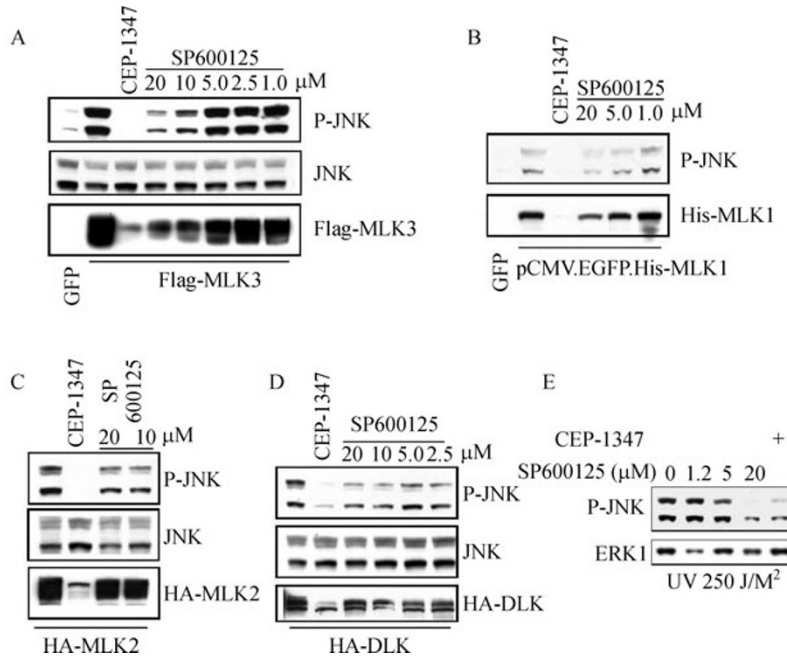 A
CEP-1347
SP600125
20 10 5.0 2.5 1.0 μM
P-JNK
JNK
Flag-MLK3
GFP
Flag-MLK3
B
CEP-1347
SP600125
20 5.0 1.0 μM
P-JNK
His-MLK1
GFP
pCMV.EGFP.His-MLK1
C
CEP-1347
SP
600125
20 10 μM
P-JNK
JNK
HA-MLK2
HA-MLK2
D
CEP-1347
SP600125
20 10 5.0 2.5 μM
P-JNK
JNK
HA-DLK
HA-DLK
E
CEP-1347 +
SP600125 (μM) 0 1.2 5 20
P-JNK
ERK1
UV 250 J/M²